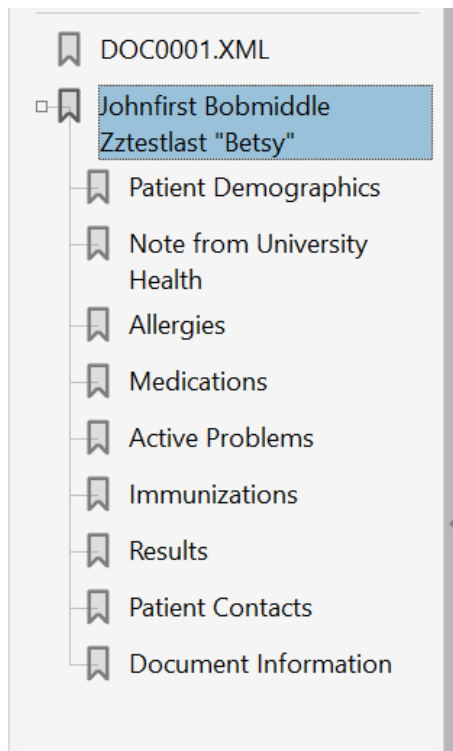 DOC0001.XML
Johnfirst Bobmiddle
Zztestlast "Betsy"
Patient Demographics
Note from University
Health
Allergies
Medications
Active Problems
Immunizations
Results
Patient Contacts
Document Information